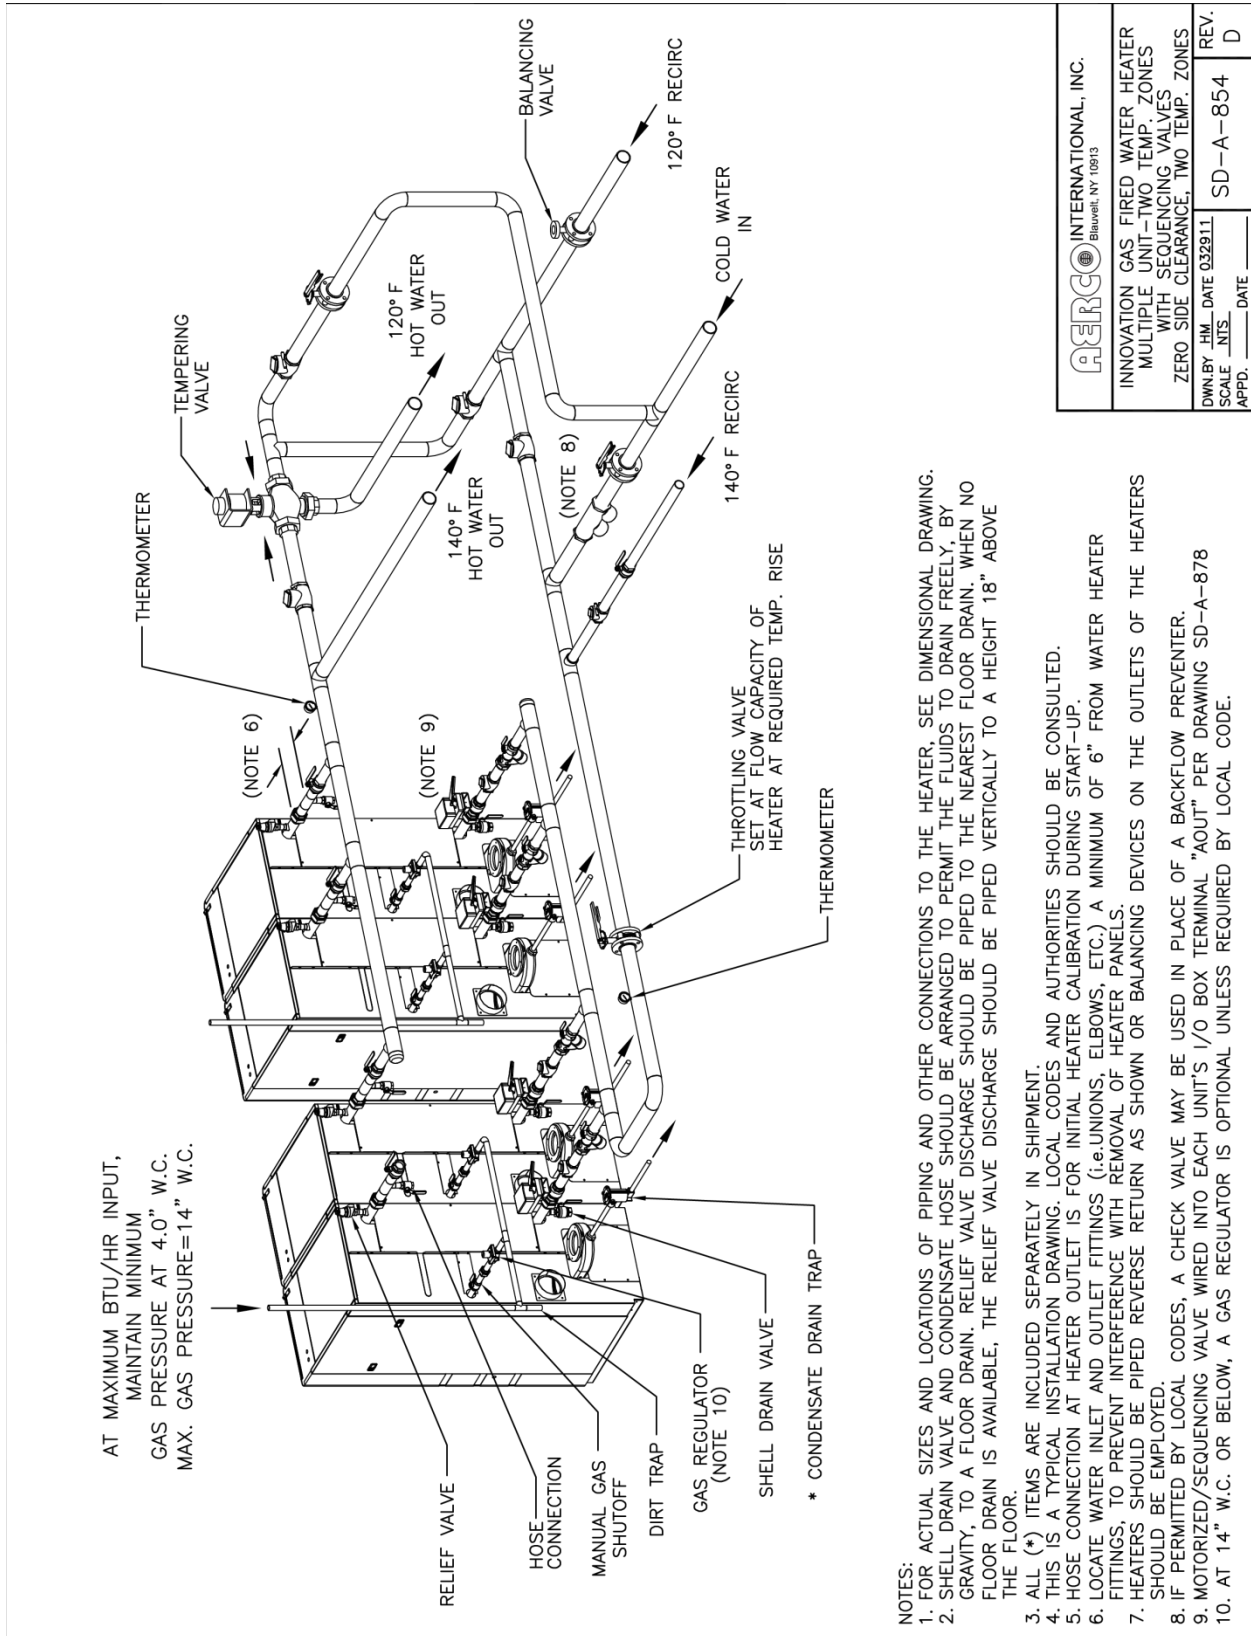 AT MAXIMUM BTU/HR INPUT,
MAINTAIN MINIMUM
GAS PRESSURE AT 4.0" W.C.
MAX. GAS PRESSSURE=14" W.C.
RELIEF VALVE
HOSE
CONNECTION
MANUAL GAS
SHUTOFF
DIRT TRAP
GAS REGULATOR
(NOTE 10)
SHELL DRAIN VALVE
* CONDENSATE DRAIN TRAP
(NOTE 6)
THERMOMETER
(NOTE 9)
TEMPERING
VALVE
120° F
HOT WATER
OUT
140° F
HOT WATER
OUT
BALANCING
VALVE
120° F RECIRC
COLD WATER
IN
(NOTE 8)
140° F RECIRC
THROTTLING VALVE
SET AT FLOW CAPACITY OF
HEATER AT REQUIRED TEMP. RISE
THERMOMETER
NOTES:
1. FOR ACTUAL SIZES AND LOCATIONS OF PIPING AND OTHER CONNECTIONS TO THE HEATER, SEE DIMENSIONAL DRAWING.
2. SHELL DRAIN VALVE AND CONDENSATE HOSE SHOULD BE ARRANGED TO PERMIT THE FLUIDS TO DRAIN FREELY, BY
GRAVITY, TO A FLOOR DRAIN. RELIEF VALVE DISCHARGE SHOULD BE PIPED TO THE NEAREST FLOOR DRAIN. WHEN NO
FLOOR DRAIN IS AVAILABLE, THE RELIEF VALVE DISCHARGE SHOULD BE PIPED VERTICALLY TO A HEIGHT 18" ABOVE
THE FLOOR.
3. ALL (*) ITEMS ARE INCLUDED SEPARATELY IN SHIPMENT.
4. THIS IS A TYPICAL INSTALLATION DRAWING. LOCAL CODES AND AUTHORITIES SHOULD BE CONSULTED.
5. HOSE CONNECTION AT HEATER OUTLET IS FOR INITIAL HEATER CALIBRATION DURING START-UP.
6. LOCATE WATER INLET AND OUTLET FITTINGS (i.e.UNIONS, ELBOWS, ETC.) A MINIMUM OF 6" FROM WATER HEATER
FITTINGS, TO PREVENT INTERFERENCE WITH REMOVAL OF HEATER PANELS.
7. HEATERS SHOULD BE PIPED REVERSE RETURN AS SHOWN OR BALANCING DEVICES ON THE OUTLETS OF THE HEATERS
SHOULD BE EMPLOYED.
8. IF PERMITTED BY LOCAL CODES, A CHECK VALVE MAY BE USED IN PLACE OF A BACKFLOW PREVENTER.
9. MOTORIZED/SEQUENCING VALVE WIRED INTO EACH UNIT'S I/O BOX TERMINAL "AOUT" PER DRAWING SD-A-878
10. AT 14" W.C. OR BELOW, A GAS REGULATOR IS OPTIONAL UNLESS REQUIRED BY LOCAL CODE.
AERCO INTERNATIONAL, INC.
Blauvelt, NY 10913
INNOVATION GAS FIRED WATER HEATER
MULTIPLE UNIT-TWO TEMP. ZONES
WITH SEQUENCING VALVES
ZERO SIDE CLEARANCE, TWO TEMP. ZONES
DWN.BY HM DATE 032911
SCALE NTS
APPD. DATE
SD-A-854
REV.
D